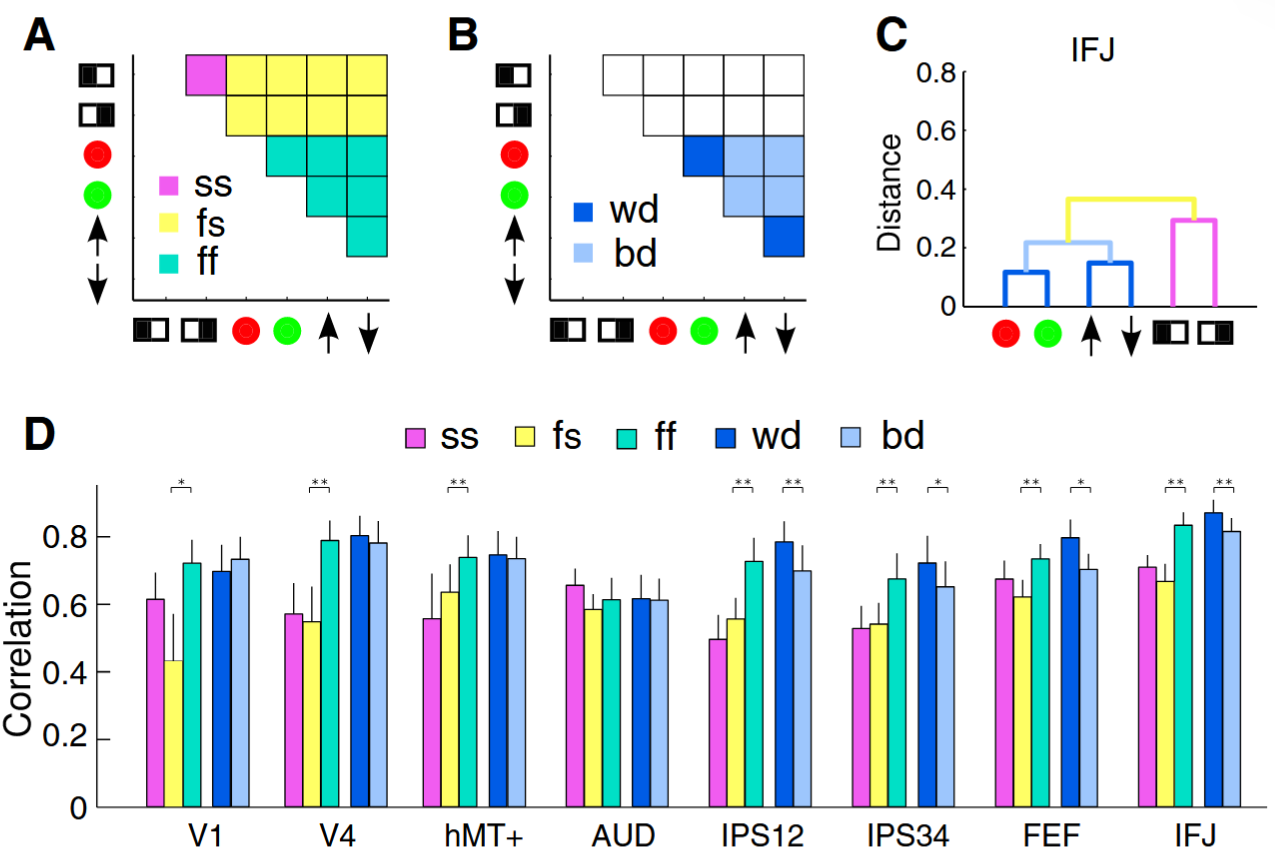 A
ss
fs
ff
B
wd
bd
C
IFJ
0.8
0.6
0.4
0.2
0
Distance
D
ss fs ff wd bd
* ** ** ** ** ** * ** * ** **
Correlation
0.8
0.6
0.4
0.2
0
V1 V4 hMT+ AUD IPS12 IPS34 FEF IFJ